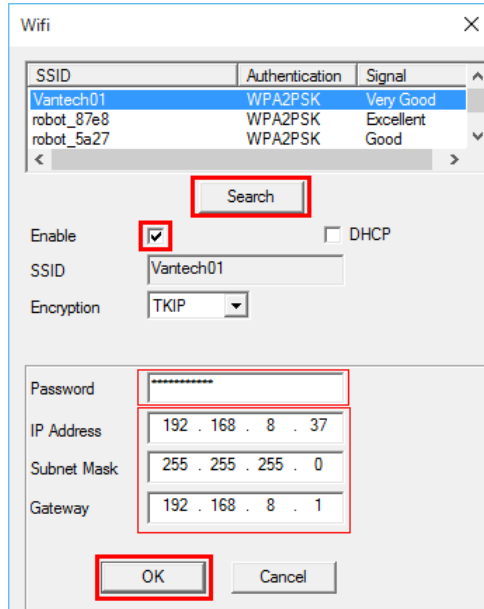 Wifi
SSID Authentication Signal
Vantech01 WPA2PSK Very Good
robot_87e8 WPA2PSK Excellent
robot_5a27 WPA2PSK Good
Search
Enable DHCP
SSID Vantech01
Encryption TKIP
Password ***********
IP Address 192 . 168 . 8 . 37
Subnet Mask 255 . 255 . 255 . 0
Gateway 192 . 168 . 8 . 1
OK Cancel